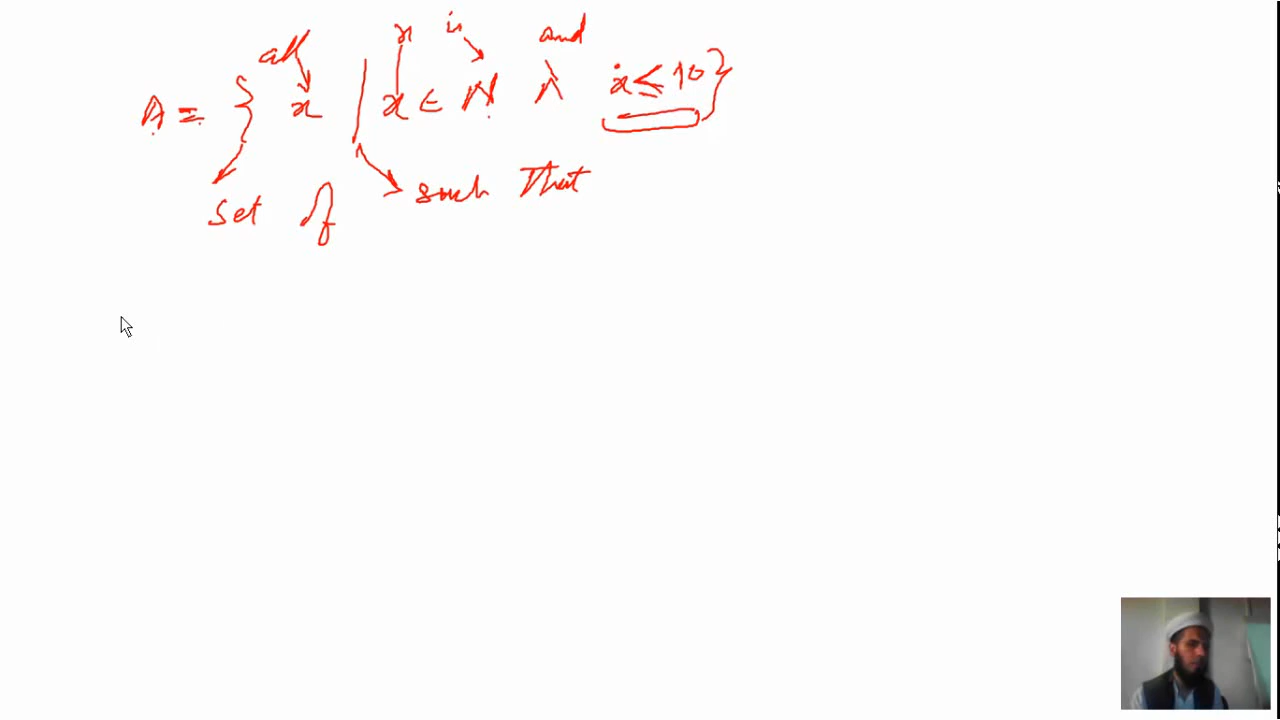 all x is and
A = } x | x ∈ N ∧ x ≤ 10 }
set of such That